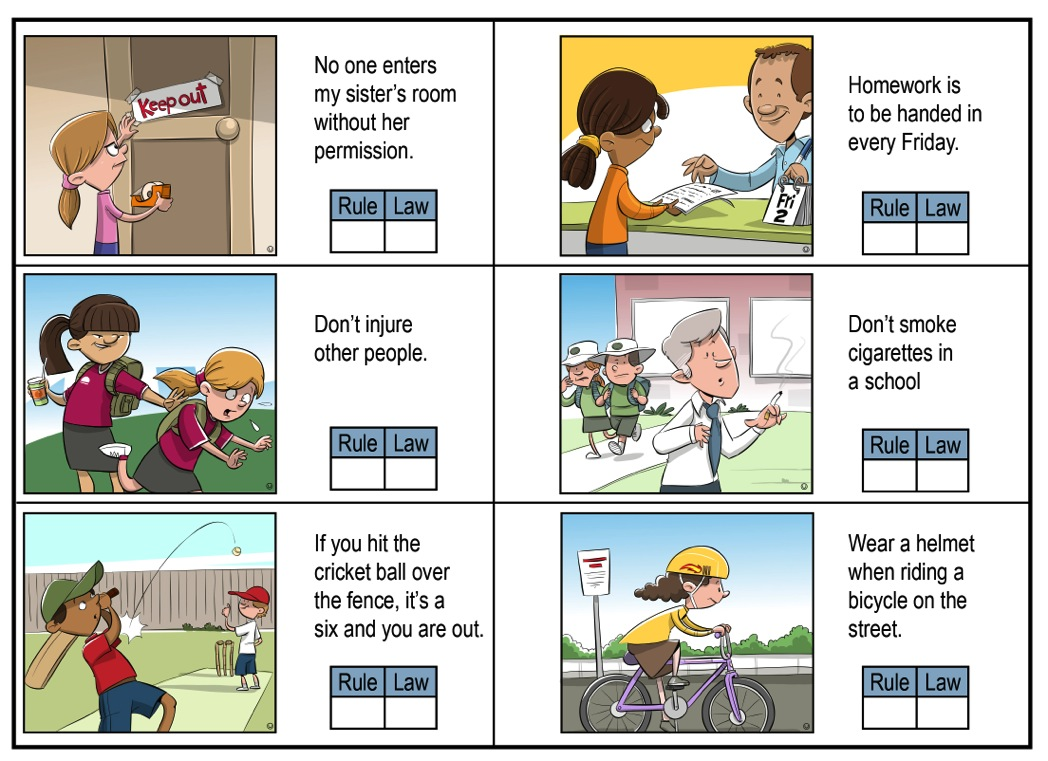 Keep out
No one enters
my sister's room
without her
permission.
Rule Law
Homework is
to be handed in
every Friday.
Fri
2
Rule Law
Don't injure
other people.
Rule Law
Don't smoke
cigarettes in
a school
Rule Law
If you hit the
cricket ball over
the fence, it's a
six and you are out.
Rule Law
Wear a helmet
when riding a
bicycle on the
street.
Rule Law